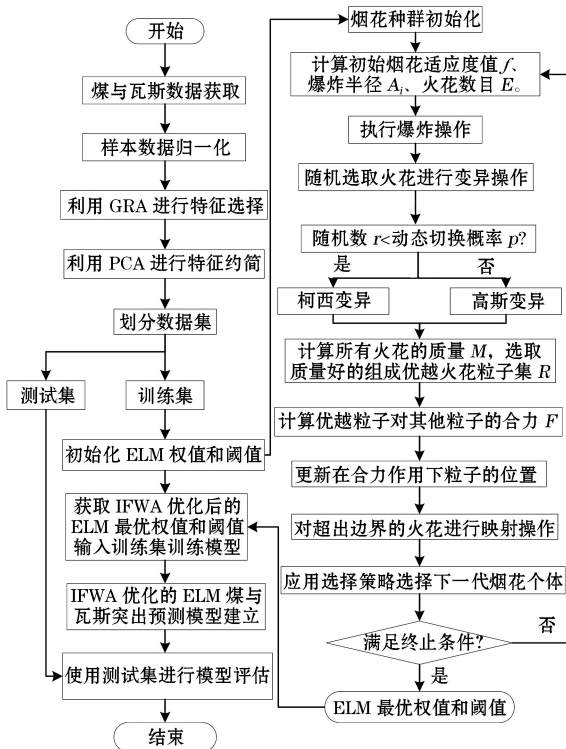 开始
煤与瓦斯数据获取
样本数据归一化
利用 GRA 进行特征选择
利用 PCA 进行特征约简
划分数据集
测试集
训练集
初始化 ELM 权值和阈值
获取 IFWA 优化后的
ELM 最优权值和阈值
输入训练集训练模型
IFWA 优化的 ELM 煤与
瓦斯突出预测模型建立
使用测试集进行模型评估
结束
烟花种群初始化
计算初始烟花适应度值 f、
爆炸半径 Aᵢ、火花数目 E。
执行爆炸操作
随机选取火花进行变异操作
随机数 r<动态切换概率 p?
是
否
柯西变异
高斯变异
计算所有火花的质量 M，选取
质量好的组成优越火花粒子集 R
计算优越粒子对其他粒子的合力 F
更新在合力作用下粒子的位置
对超出边界的火花进行映射操作
应用选择策略选择下一代烟花个体
满足终止条件?
否
是
ELM 最优权值和阈值